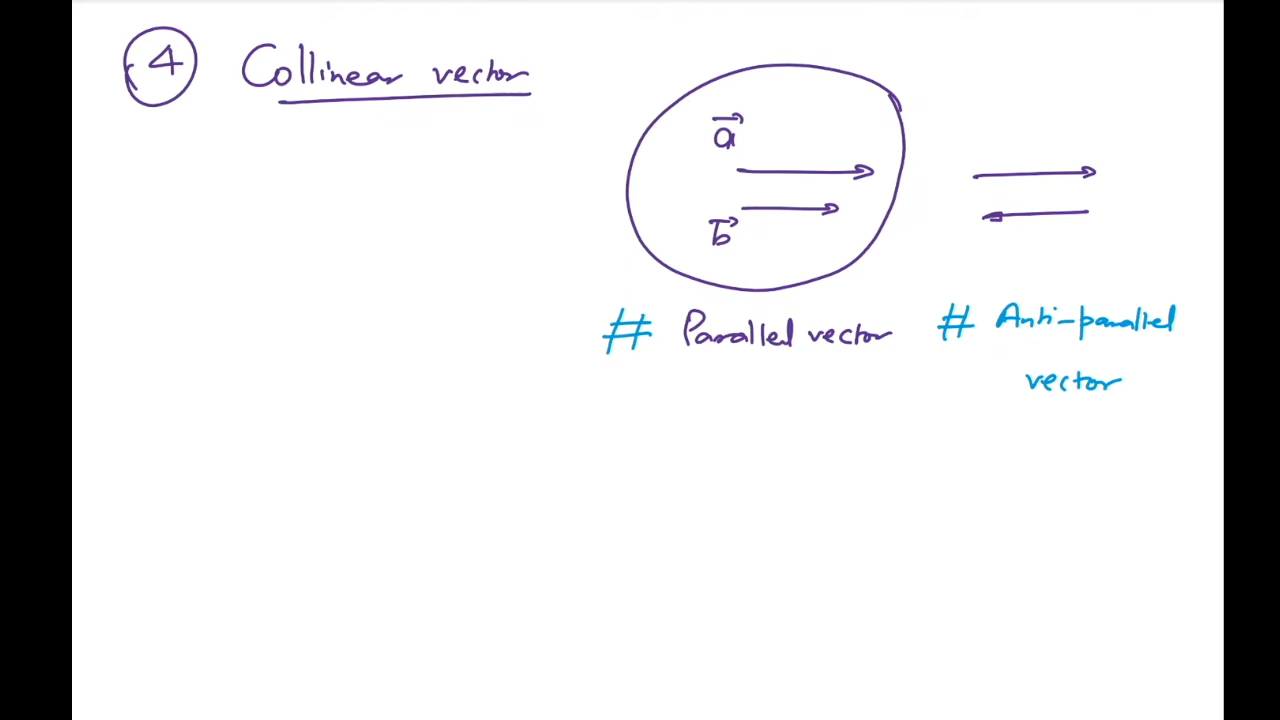 4 Collinear vector
a⃗
b⃗
# Parallel vector
# Anti-parallel
vector